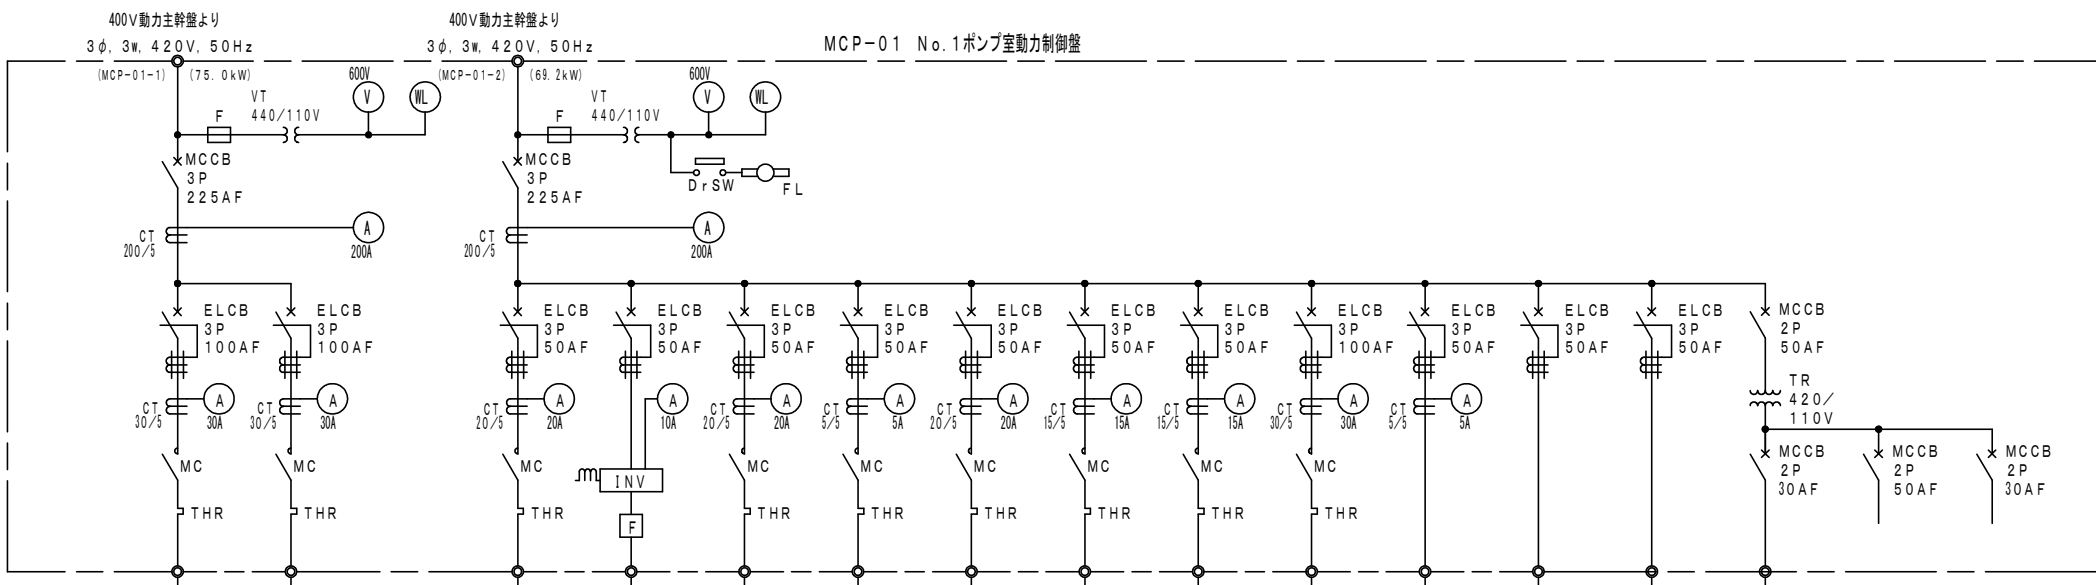 400V動力主幹盤より
3φ, 3w, 420V, 50Hz
(MCP-01-1) (75.0kW)
400V動力主幹盤より
3φ, 3w, 420V, 50Hz
(MCP-01-2) (69.2kW)
MCP-01 No.1ポンプ室動力制御盤
F
VT
440/110V
600V
V
WL
F
VT
440/110V
600V
V
WL
MCCB
3P
225AF
MCCB
3P
225AF
DrSW
FL
CT
200/5
A
200A
CT
200/5
A
200A
ELCB
3P
100AF
ELCB
3P
100AF
ELCB
3P
50AF
ELCB
3P
50AF
ELCB
3P
50AF
ELCB
3P
50AF
ELCB
3P
50AF
ELCB
3P
50AF
ELCB
3P
50AF
ELCB
3P
100AF
ELCB
3P
50AF
ELCB
3P
50AF
ELCB
3P
50AF
MCCB
2P
50AF
CT
30/5
A
30A
CT
30/5
A
30A
CT
20/5
A
20A
A
10A
CT
20/5
A
20A
CT
5/5
A
5A
CT
20/5
A
20A
CT
15/5
A
15A
CT
15/5
A
15A
CT
30/5
A
30A
CT
5/5
A
5A
TR
420/
110V
MC
MC
MC
INV
MC
MC
MC
MC
MC
MC
MCCB
2P
30AF
MCCB
2P
50AF
MCCB
2P
30AF
THR
THR
THR
F
THR
THR
THR
THR
THR
THR